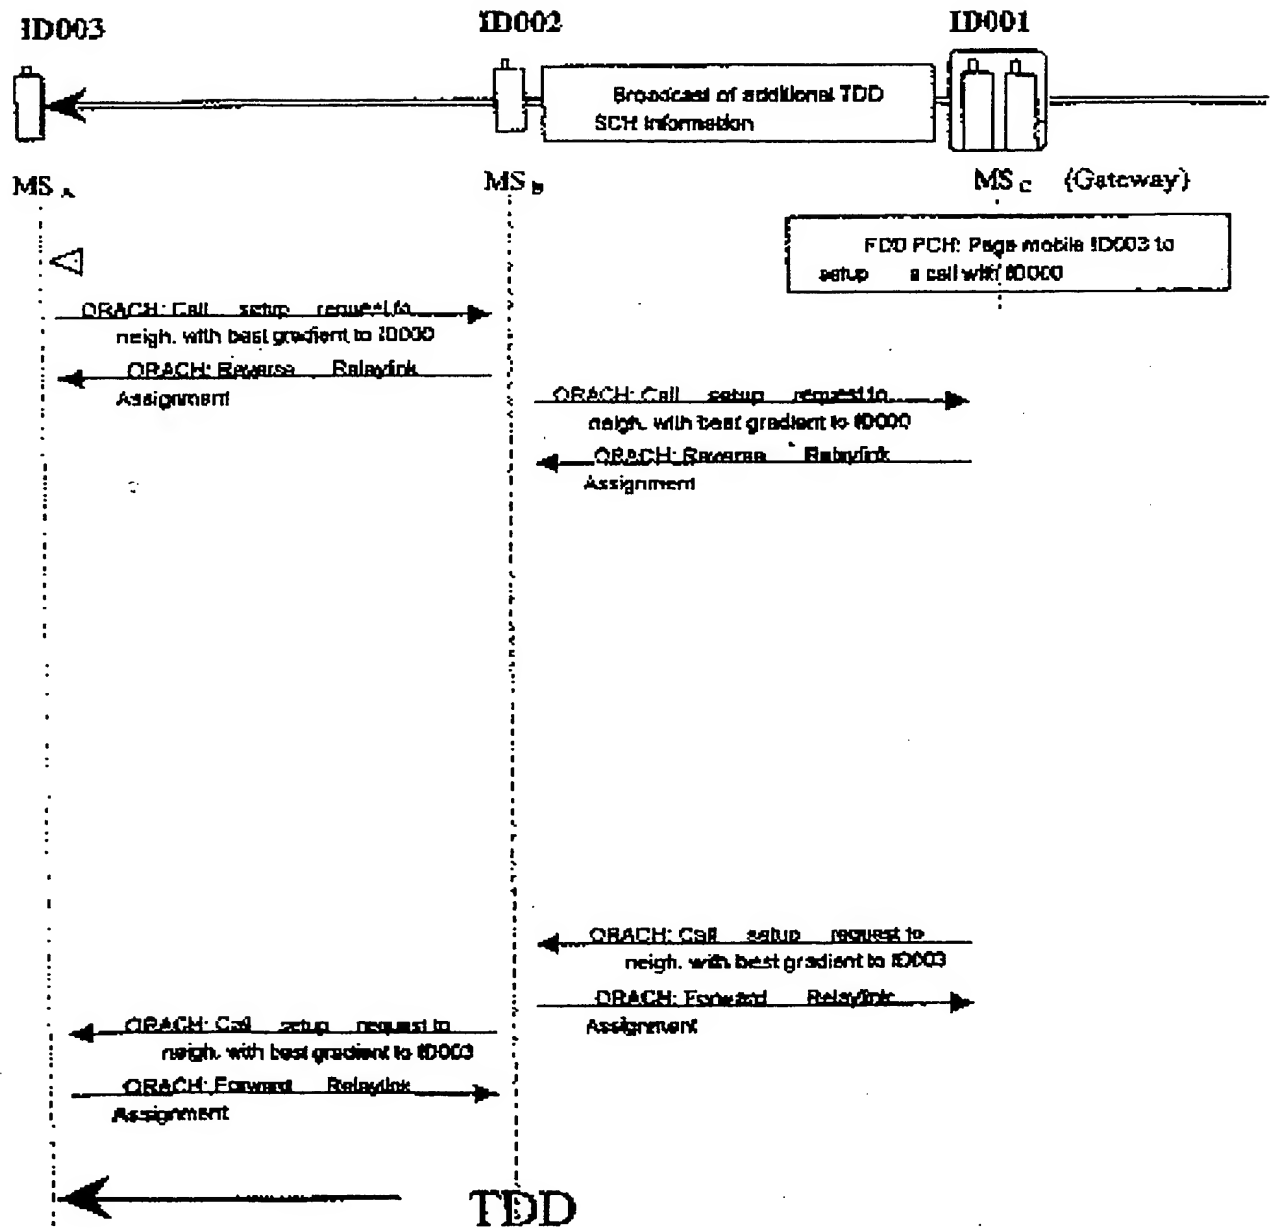 ID003
ID002
ID001
Broadcast of additional TDD
SCH Information
MS A
MS B
MS C (Gateway)
FDD PCH: Page mobile ID003 to
setup a call with ID000
ORACH: Call setup request to
neigh. with best gradient to ID000
ORACH: Reverse Relaylink
Assignment
ORACH: Call setup request to
neigh. with best gradient to ID000
ORACH: Reverse Relaylink
Assignment
ORACH: Call setup request to
neigh. with best gradient to ID003
ORACH: Forward Relaylink
Assignment
ORACH: Call setup request to
neigh. with best gradient to ID003
ORACH: Forward Relaylink
Assignment
TDD